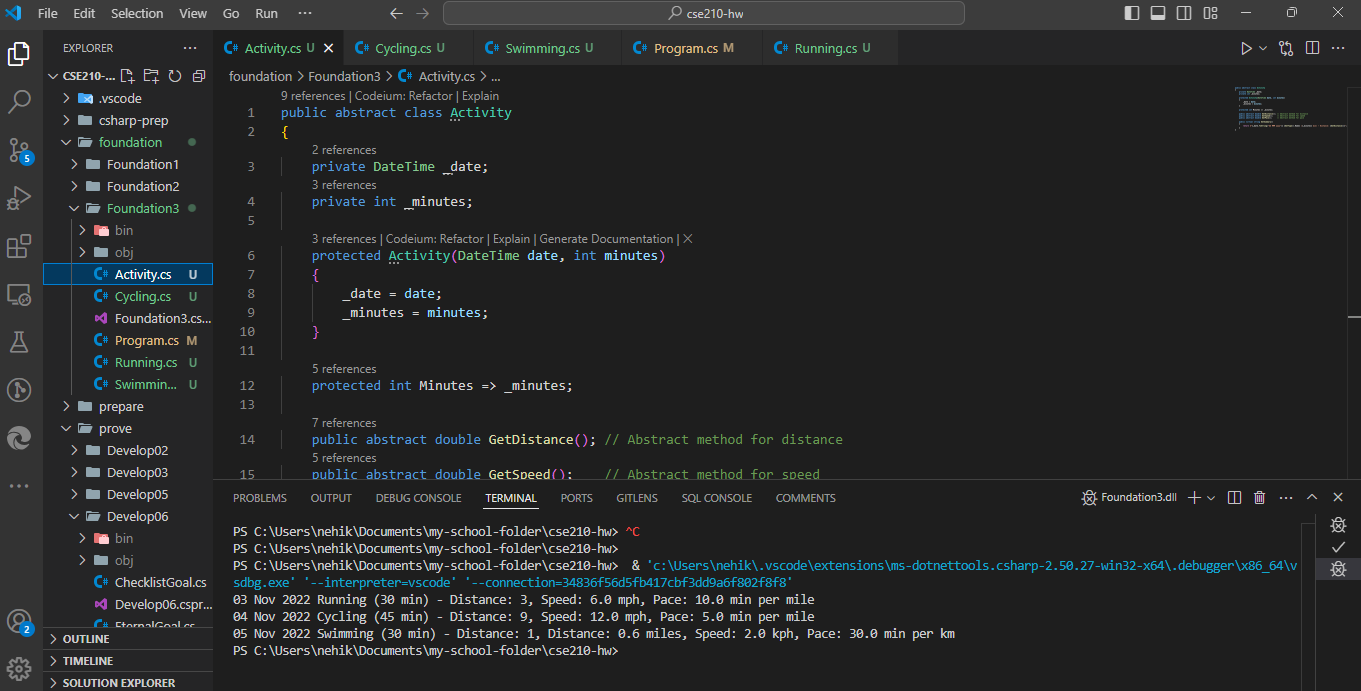 File Edit Selection View Go Run ··· cse210-hw
EXPLORER ···
CSE210-...
.vscode
csharp-prep
foundation
Foundation1
Foundation2
Foundation3
bin
obj
Activity.cs U
Cycling.cs U
Foundation3.cs...
Program.cs M
Running.cs U
Swimmin... U
prepare
prove
Develop02
Develop03
Develop05
Develop06
bin
obj
ChecklistGoal.cs
Develop06.cspr...
EternalGoal.cs
OUTLINE
TIMELINE
SOLUTION EXPLORER
5
2
Activity.cs U Cycling.cs U Swimming.cs U Program.cs M Running.cs U
foundation > Foundation3 > Activity.cs > ...
9 references | Codeium: Refactor | Explain
1 public abstract class Activity
2 {
2 references
3 private DateTime _date;
3 references
4 private int _minutes;
5
3 references | Codeium: Refactor | Explain | Generate Documentation | X
6 protected Activity(DateTime date, int minutes)
7 {
8 _date = date;
9 _minutes = minutes;
10 }
11
5 references
12 protected int Minutes => _minutes;
13
7 references
14 public abstract double GetDistance(); // Abstract method for distance
5 references
15 public abstract double GetSpeed(); // Abstract method for speed
PROBLEMS OUTPUT DEBUG CONSOLE TERMINAL PORTS GITLENS SQL CONSOLE COMMENTS Foundation3.dll
PS C:\Users\nehik\Documents\my-school-folder\cse210-hw> ^C
PS C:\Users\nehik\Documents\my-school-folder\cse210-hw>
PS C:\Users\nehik\Documents\my-school-folder\cse210-hw> & 'c:\Users\nehik\.vscode\extensions\ms-dotnettools.csharp-2.50.27-win32-x64\.debugger\x86_64\v
sdbg.exe' '--interpreter=vscode' '--connection=34836f56d5fb417cbf3dd9a6f802f8f8'
03 Nov 2022 Running (30 min) - Distance: 3, Speed: 6.0 mph, Pace: 10.0 min per mile
04 Nov 2022 Cycling (45 min) - Distance: 9, Speed: 12.0 mph, Pace: 5.0 min per mile
05 Nov 2022 Swimming (30 min) - Distance: 1, Distance: 0.6 miles, Speed: 2.0 kph, Pace: 30.0 min per km
PS C:\Users\nehik\Documents\my-school-folder\cse210-hw>